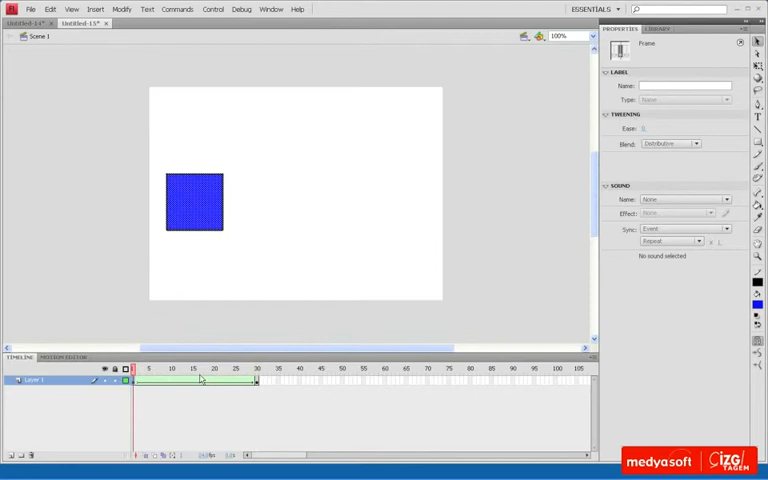 File Edit View Insert Modify Text Commands Control Debug Window Help
ESSENTIALS
Untitled-14* Untitled-15*
Scene 1
100%
PROPERTIES LIBRARY
Frame
LABEL
Name:
Type: Name
TWEENING
Ease:
Blend: Distributive
SOUND
Name: None
Effect: None
Sync: Event
Repeat
No sound selected
TIMELINE MOTION EDITOR
1 5 10 15 20 25 30 35 40 45 50 55 60 65 70 75 80 85 90 95 100 105
Layer 1
medyasoft ÇİZGİ TAGEM